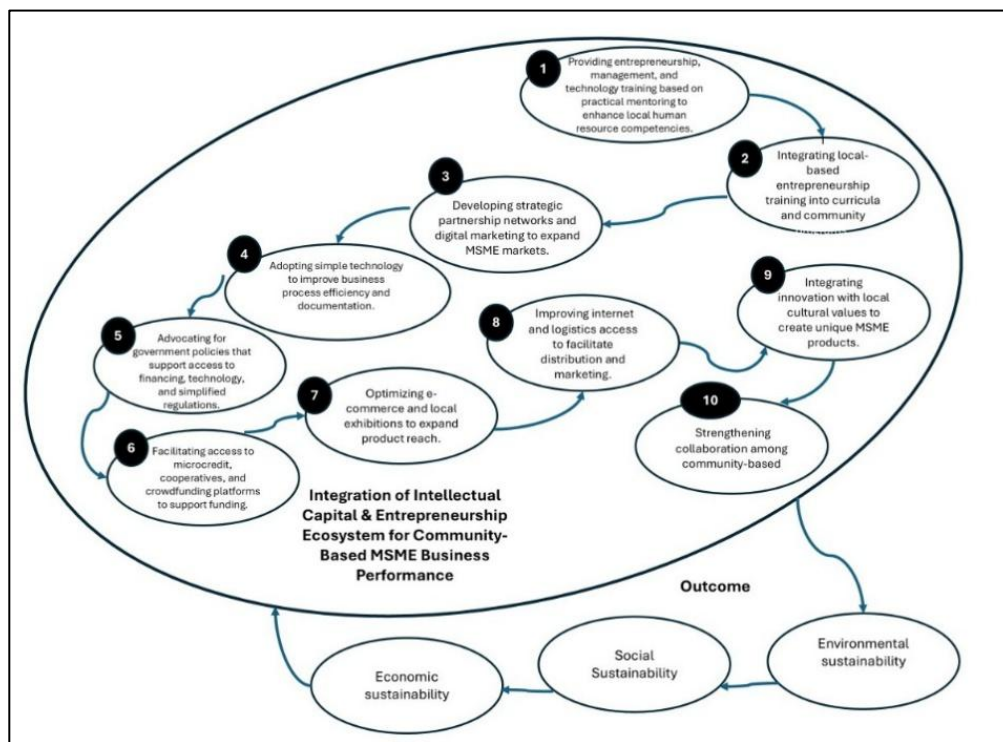 1
Providing entrepreneurship,
management, and
technology training based on
practical mentoring to
enhance local human
resource competencies.
2
Integrating local-
based
entrepreneurship
training into curricula
and community
3
Developing strategic
partnership networks and
digital marketing to expand
MSME markets.
4
Adopting simple technology
to improve business
process efficiency and
documentation.
5
Advocating for
government policies that
support access to
financing, technology,
and simplified
regulations.
6
Facilitating access to
microcredit,
cooperatives, and
crowdfunding platforms
to support funding.
7
Optimizing e-
commerce and local
exhibitions to expand
product reach.
8
Improving internet
and logistics access
to facilitate
distribution and
marketing.
9
Integrating
innovation with local
cultural values to
create unique MSME
products.
10
Strengthening
collaboration among
community-based
Integration of Intellectual
Capital & Entrepreneurship
Ecosystem for Community-
Based MSME Business
Performance
Outcome
Environmental
sustainability
Social
Sustainability
Economic
sustainability